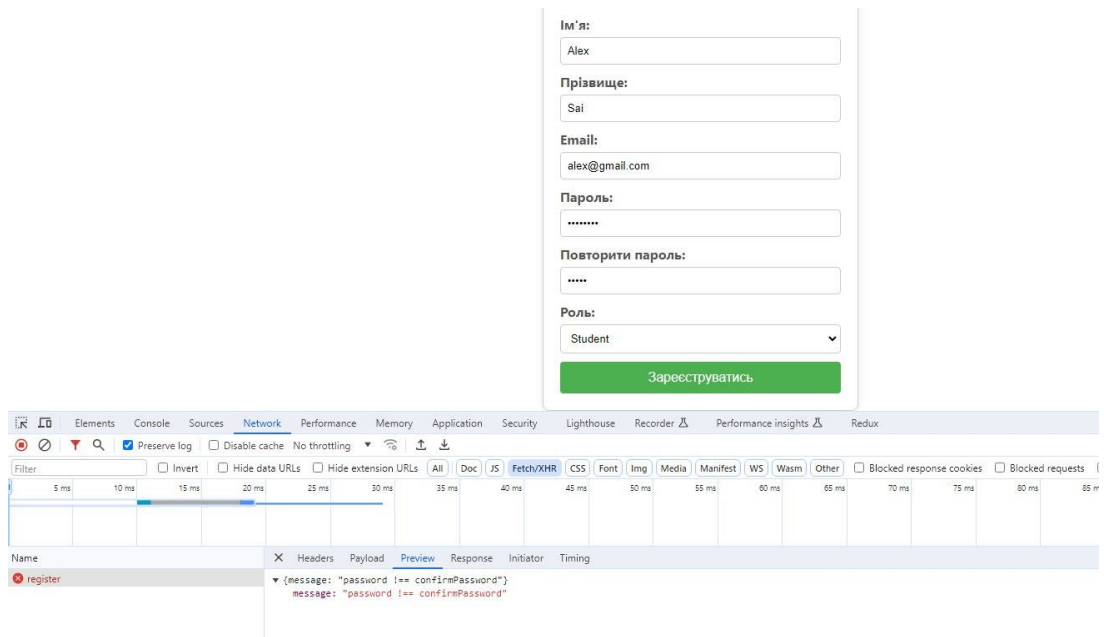 Ім'я:
Alex
Прізвище:
Sai
Email:
alex@gmail.com
Пароль:
••••••••
Повторити пароль:
•••••
Роль:
Student
Зареєструватись
Elements Console Sources Network Performance Memory Application Security Lighthouse Recorder Performance insights Redux
Preserve log Disable cache No throttling
Filter Invert Hide data URLs Hide extension URLs All Doc JS Fetch/XHR CSS Font Img Media Manifest WS Wasm Other Blocked response cookies Blocked requests
5 ms 10 ms 15 ms 20 ms 25 ms 30 ms 35 ms 40 ms 45 ms 50 ms 55 ms 60 ms 65 ms 70 ms 75 ms 80 ms 85 m
Name Headers Payload Preview Response Initiator Timing
register {message: "password !== confirmPassword"}
message: "password !== confirmPassword"